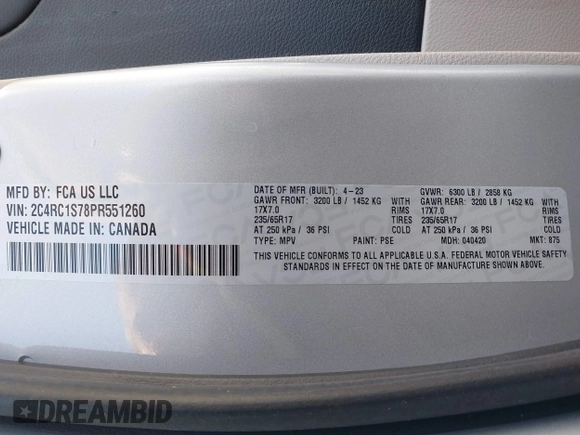 MFD BY: FCA US LLC
VIN: 2C4RC1S78PR551260
VEHICLE MADE IN: CANADA
DATE OF MFR (BUILT): 4-23 GVWR: 6300 LB / 2858 KG
GAWR FRONT: 3200 LB / 1452 KG WITH GAWR REAR: 3200 LB / 1452 KG WITH
17X7.0 RIMS 17X7.0 RIMS
235/65R17 TIRES 235/65R17 TIRES
AT 250 kPa / 36 PSI COLD AT 250 kPa / 36 PSI COLD
TYPE: MPV PAINT: PSE MDH: 040420 MKT: 875
THIS VEHICLE CONFORMS TO ALL APPLICABLE U.S.A. FEDERAL MOTOR VEHICLE SAFETY
STANDARDS IN EFFECT ON THE DATE OF MANUFACTURE SHOWN ABOVE.
DREAMBID